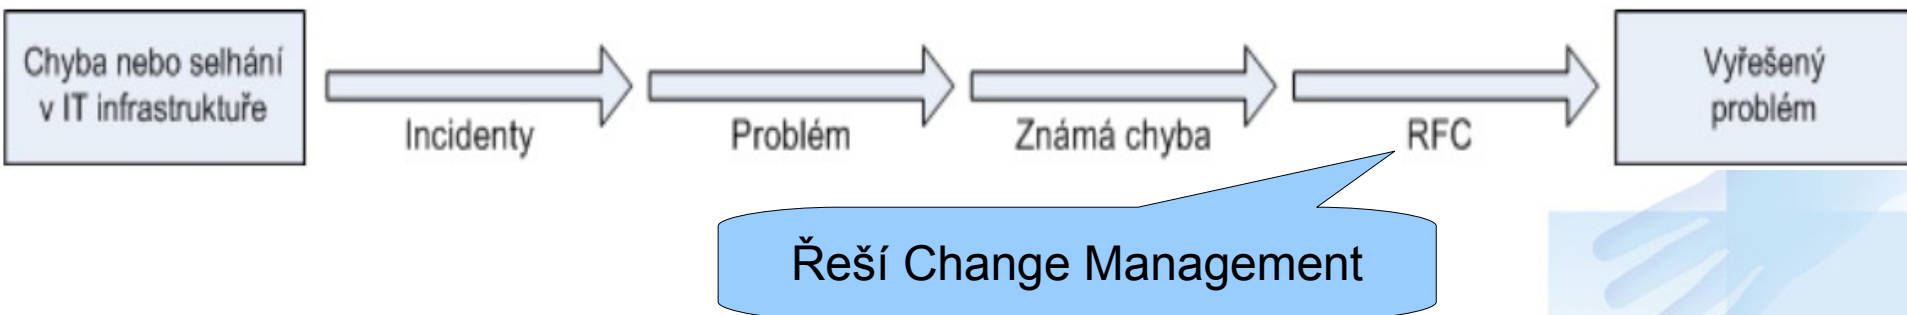 Chyba nebo selhání
v IT infrastruktuře
Incidenty
Problém
Známá chyba
RFC
Vyřešený
problém
Řeší Change Management